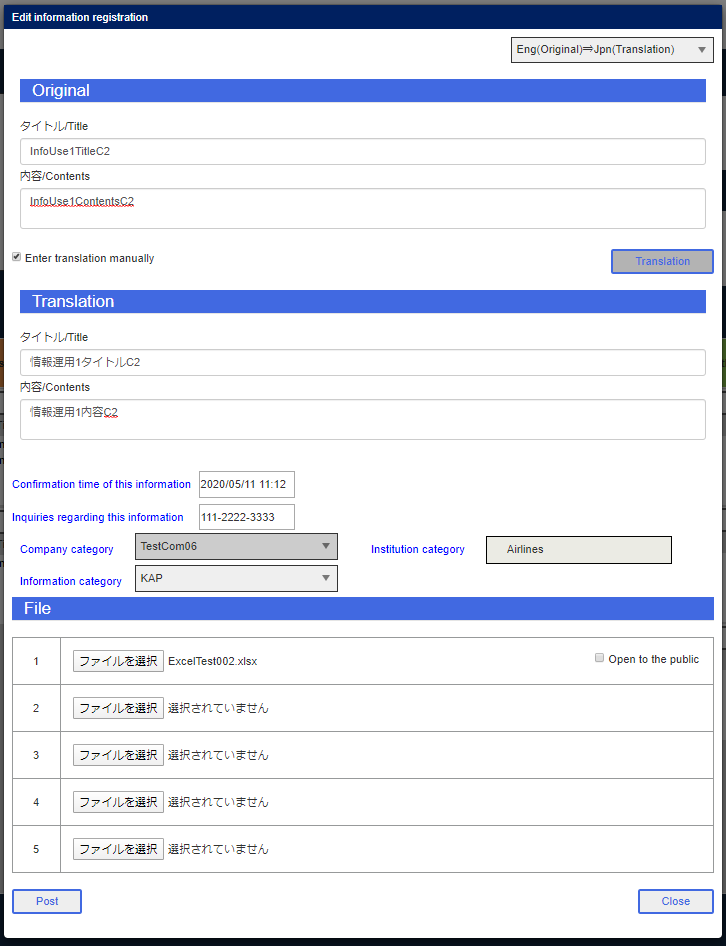 Edit information registration
Eng(Original)⇒Jpn(Translation)
Original
タイトル/Title
InfoUse1TitleC2
内容/Contents
InfoUse1ContentsC2
Enter translation manually
Translation
Translation
タイトル/Title
情報運用1タイトルC2
内容/Contents
情報運用1内容C2
Confirmation time of this information 2020/05/11 11:12
Inquiries regarding this information 111-2222-3333
Company category TestCom06 Institution category Airlines
Information category KAP
File
1 ファイルを選択 ExcelTest002.xlsx Open to the public
2 ファイルを選択 選択されていません
3 ファイルを選択 選択されていません
4 ファイルを選択 選択されていません
5 ファイルを選択 選択されていません
Post Close